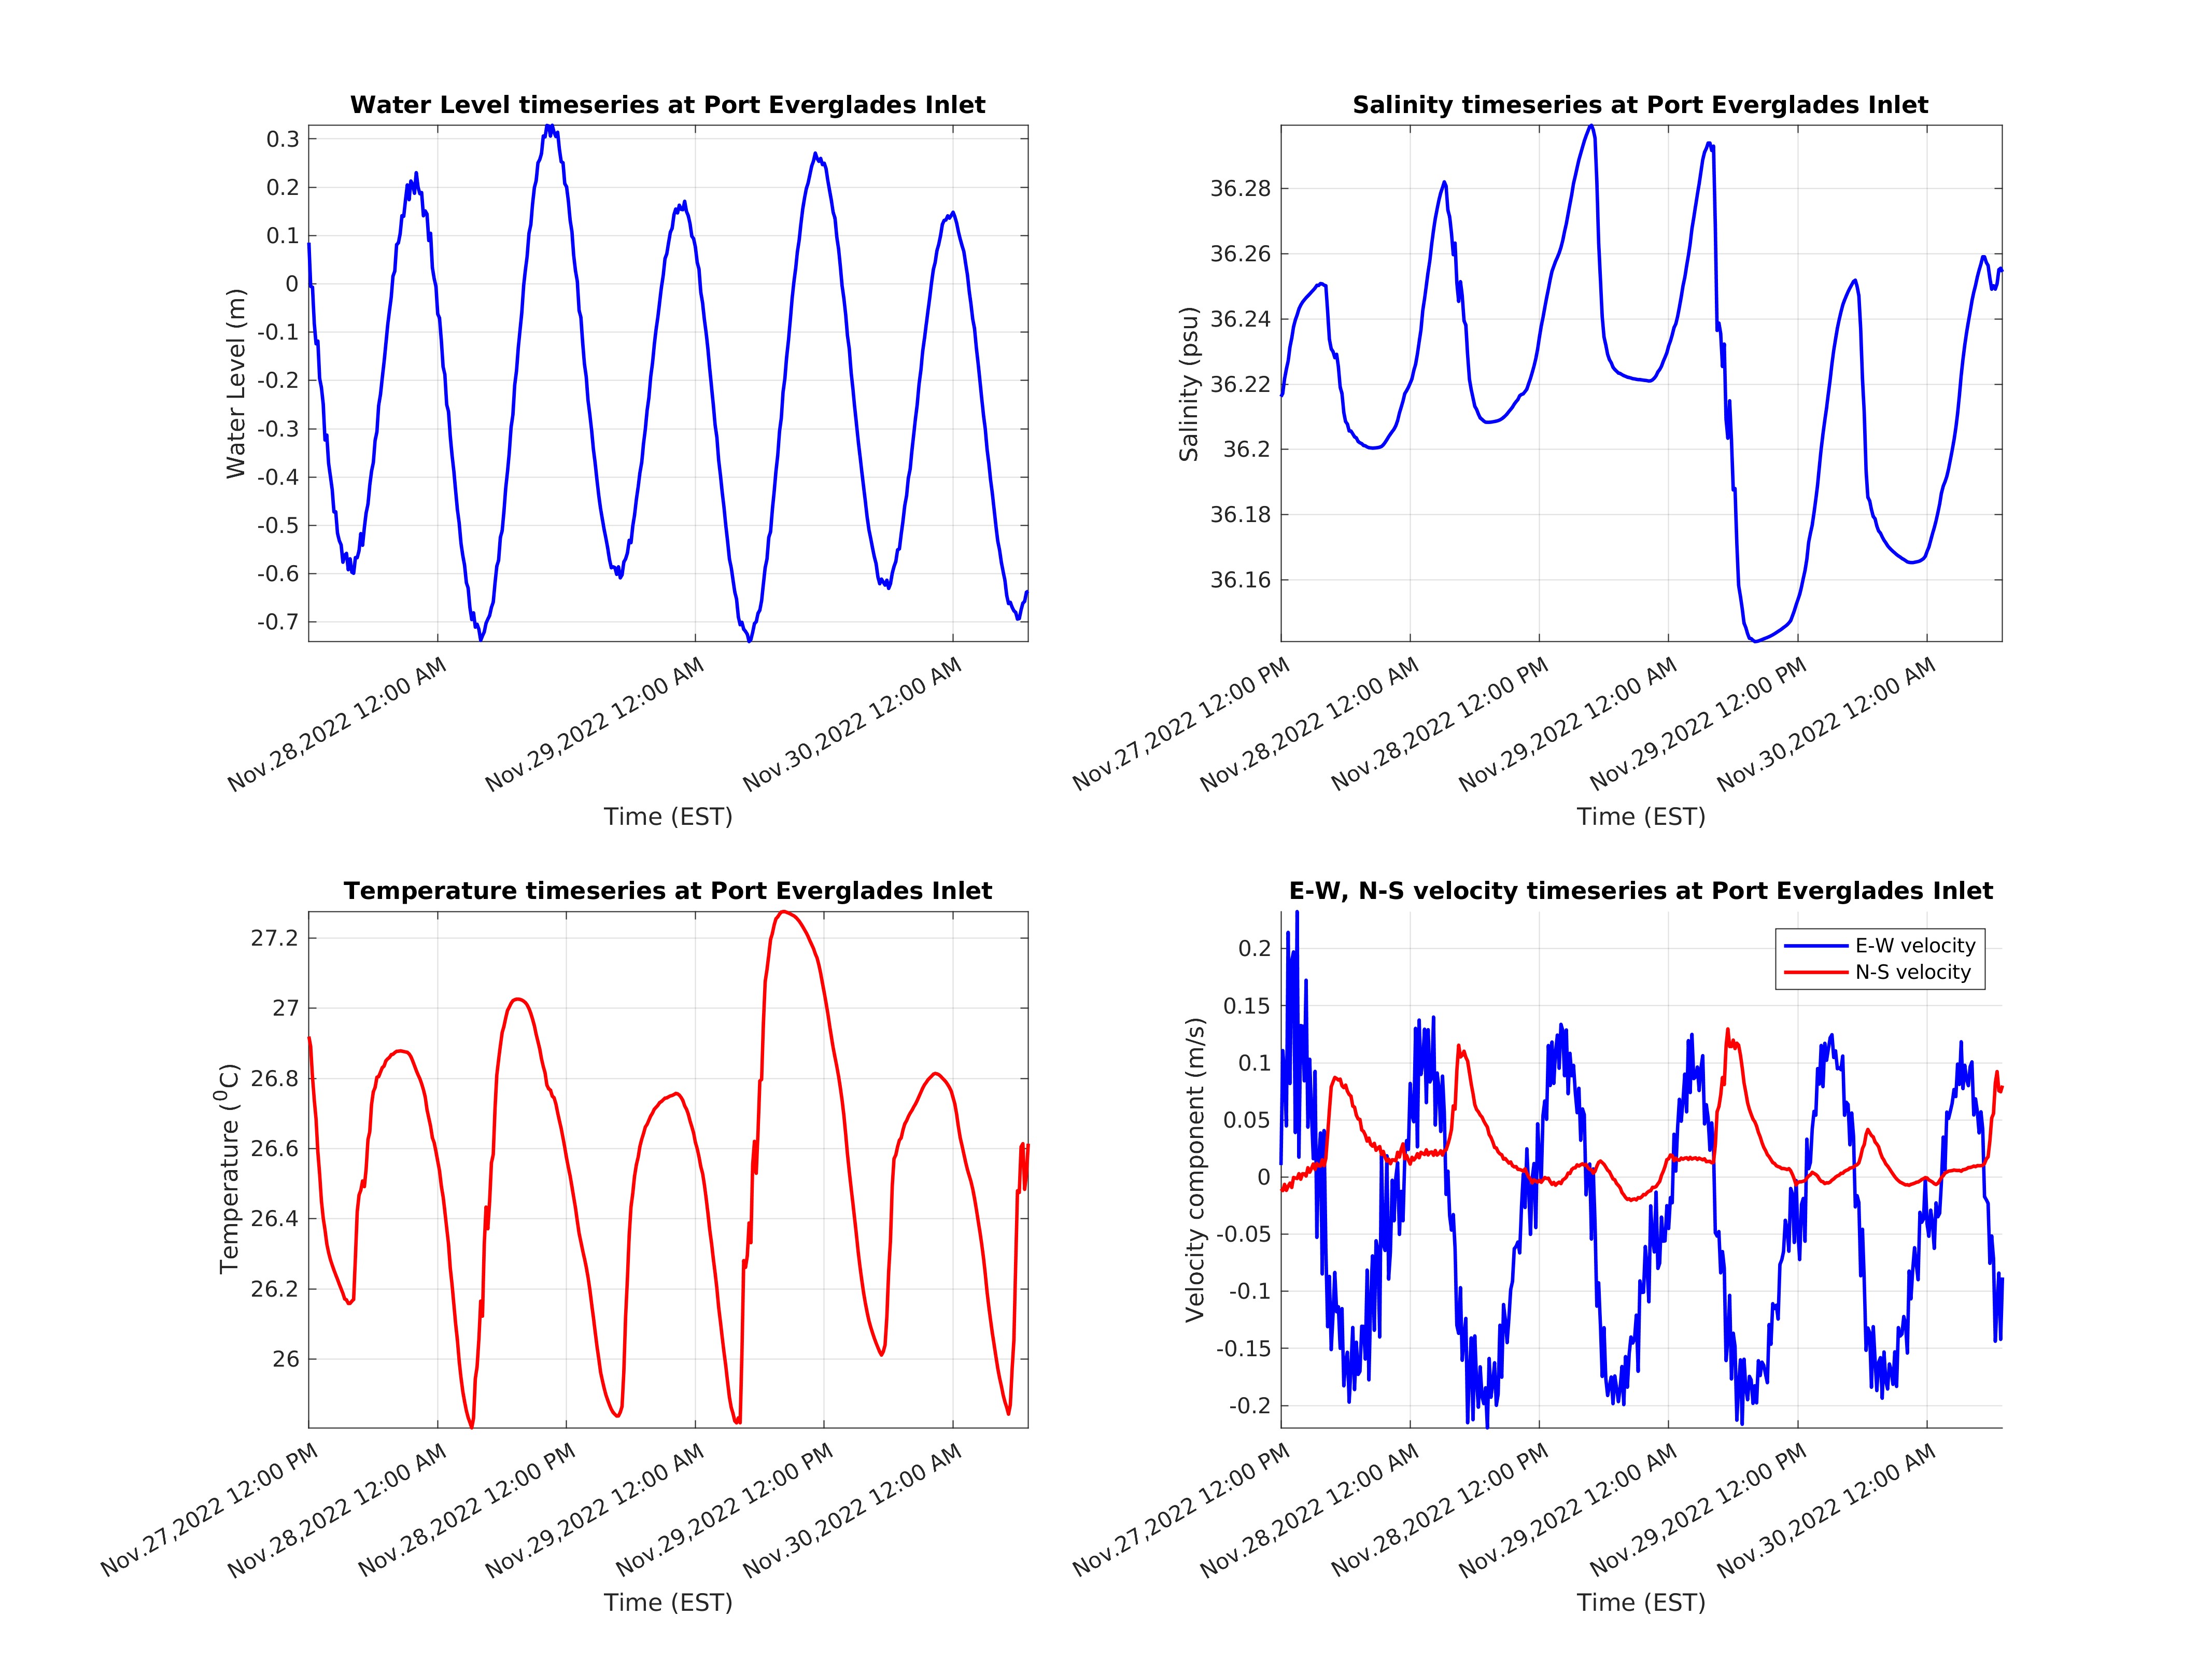 Water Level timeseries at Port Everglades Inlet
0.3
0.2
0.1
0
-0.1
-0.2
-0.3
-0.4
-0.5
-0.6
-0.7
Water Level (m)
Nov.28,2022 12:00 AM
Nov.29,2022 12:00 AM
Nov.30,2022 12:00 AM
Time (EST)
Salinity timeseries at Port Everglades Inlet
36.28
36.26
36.24
36.22
36.2
36.18
36.16
Salinity (psu)
Nov.27,2022 12:00 PM
Nov.28,2022 12:00 AM
Nov.28,2022 12:00 PM
Nov.29,2022 12:00 AM
Nov.29,2022 12:00 PM
Nov.30,2022 12:00 AM
Time (EST)
Temperature timeseries at Port Everglades Inlet
27.2
27
26.8
26.6
26.4
26.2
26
Temperature (⁰C)
Nov.27,2022 12:00 PM
Nov.28,2022 12:00 AM
Nov.28,2022 12:00 PM
Nov.29,2022 12:00 AM
Nov.29,2022 12:00 PM
Nov.30,2022 12:00 AM
Time (EST)
E-W, N-S velocity timeseries at Port Everglades Inlet
E-W velocity
N-S velocity
0.2
0.15
0.1
0.05
0
-0.05
-0.1
-0.15
-0.2
Velocity component (m/s)
Nov.27,2022 12:00 PM
Nov.28,2022 12:00 AM
Nov.28,2022 12:00 PM
Nov.29,2022 12:00 AM
Nov.29,2022 12:00 PM
Nov.30,2022 12:00 AM
Time (EST)